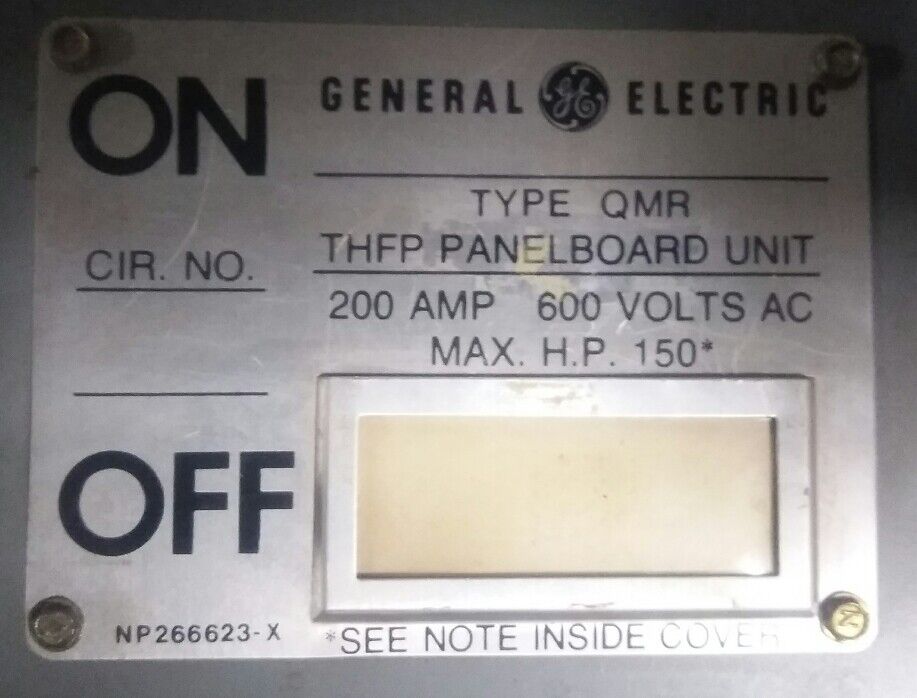 ON
GENERAL GE ELECTRIC
TYPE QMR
THFP PANELBOARD UNIT
CIR. NO.
200 AMP 600 VOLTS AC
MAX. H.P. 150*
OFF
NP266623-X
*SEE NOTE INSIDE COVER